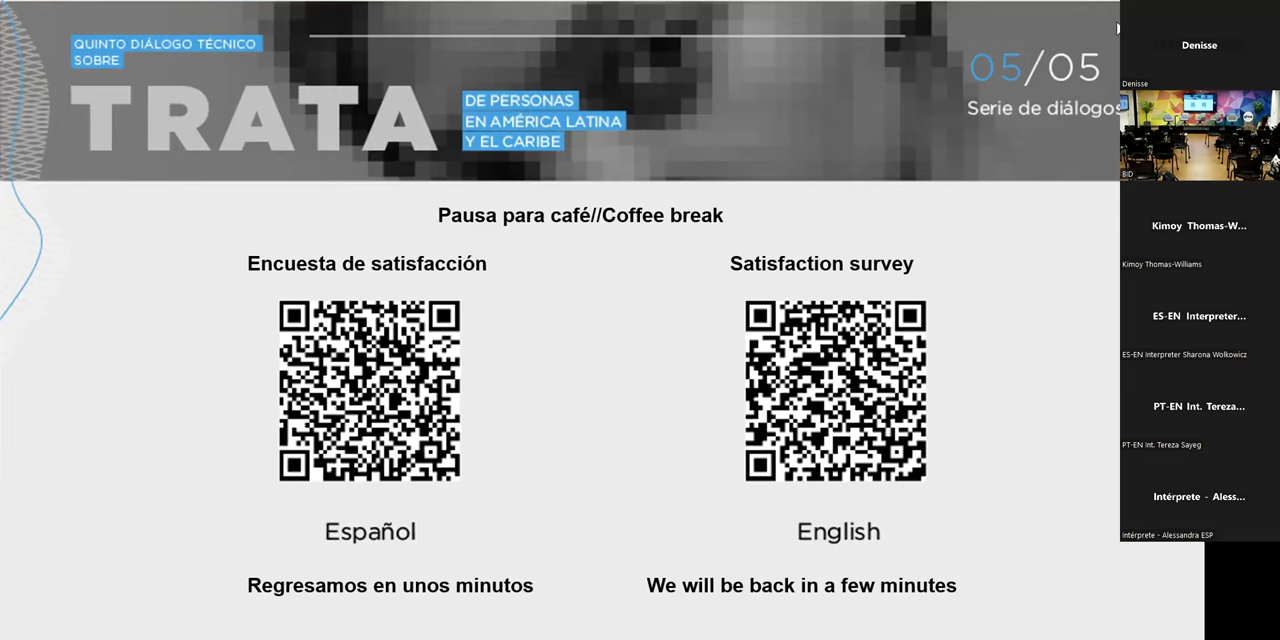 QUINTO DIÁLOGO TÉCNICO
SOBRE
TRATA
DE PERSONAS
EN AMÉRICA LATINA
Y EL CARIBE
05/05
Serie de diálogos
Pausa para café//Coffee break
Encuesta de satisfacción
Satisfaction survey
Español
English
Regresamos en unos minutos
We will be back in a few minutes
Denisse
Denisse
BID
Kimoy Thomas-W...
Kimoy Thomas-Williams
ES-EN Interpreter...
ES-EN Interpreter Sharona Wolkowicz
PT-EN Int. Tereza...
PT-EN Int. Tereza Sayeg
Intérprete - Aless...
Intérprete - Alessandra ESP